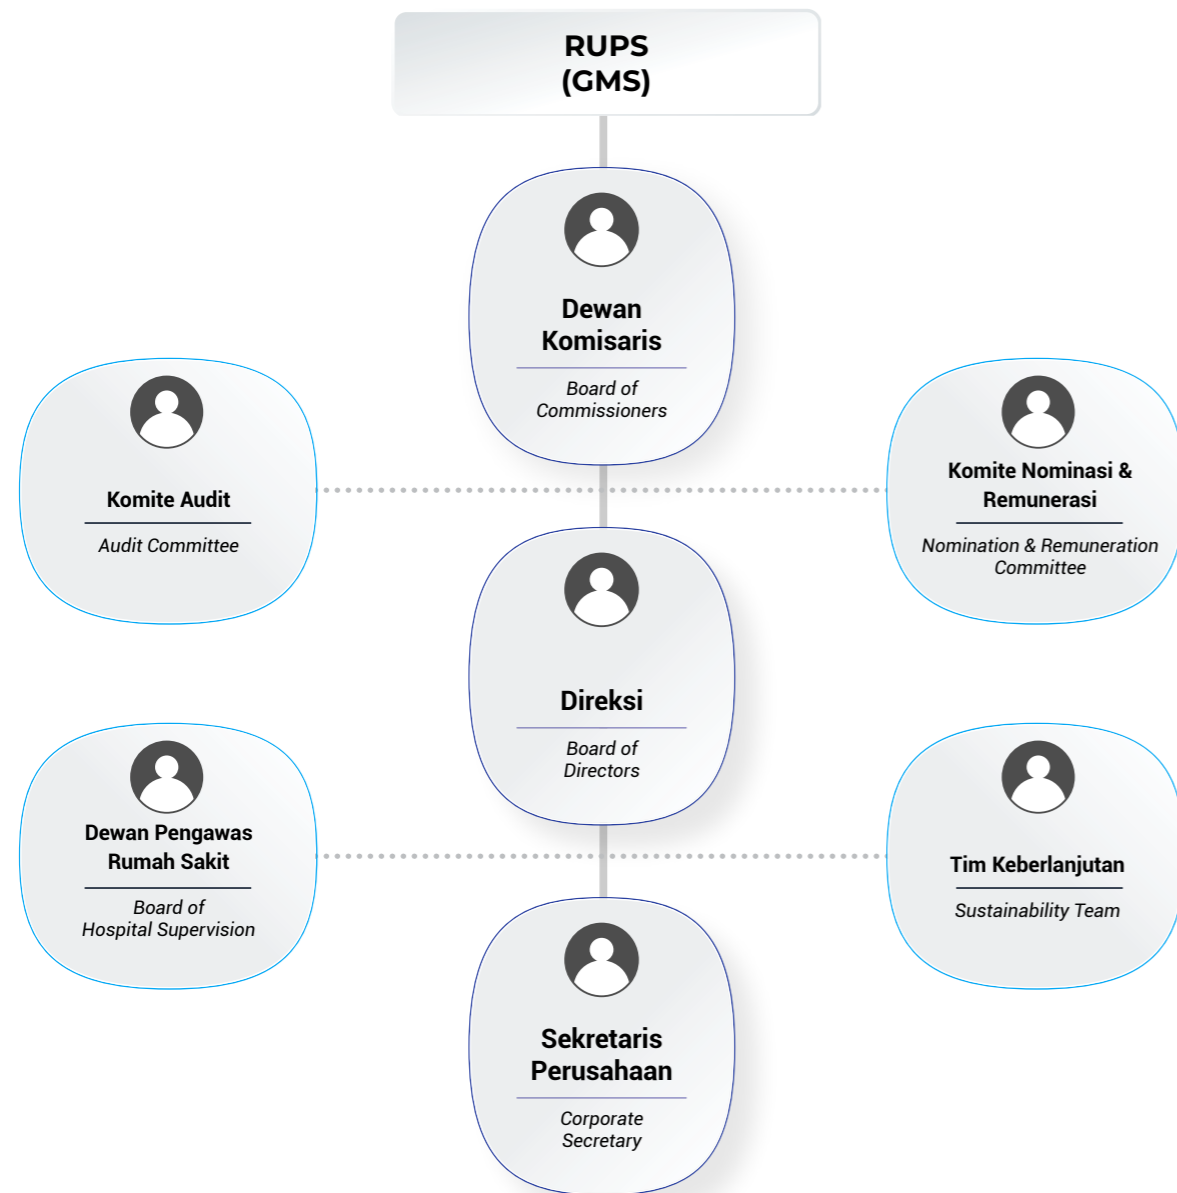 RUPS
(GMS)
Dewan
Komisaris
Board of
Commissioners
Komite Audit
Audit Committee
Komite Nominasi &
Remunerasi
Nomination & Remuneration
Committee
Direksi
Board of
Directors
Dewan Pengawas
Rumah Sakit
Board of
Hospital Supervision
Tim Keberlanjutan
Sustainability Team
Sekretaris
Perusahaan
Corporate
Secretary